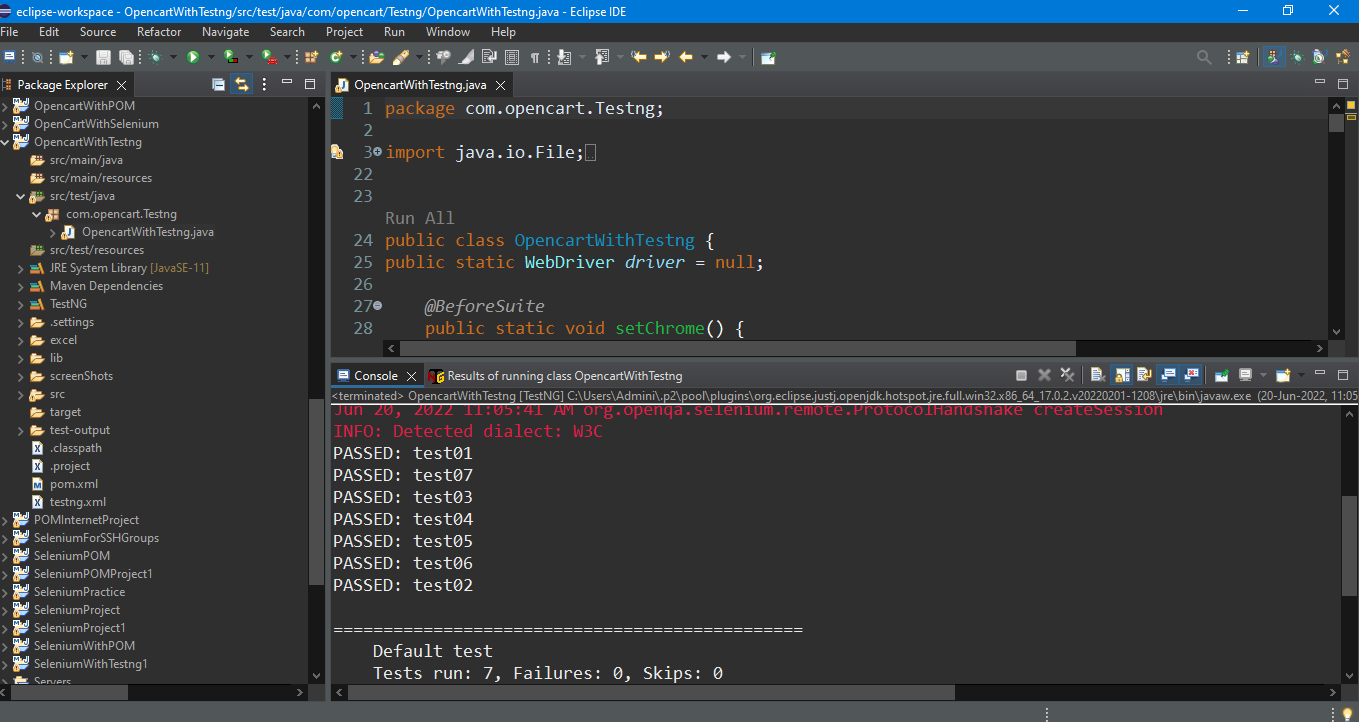 eclipse-workspace - OpencartWithTestng/src/test/java/com/opencart/Testng/OpencartWithTestng.java - Eclipse IDE
File Edit Source Refactor Navigate Search Project Run Window Help
Package Explorer
OpencartWithPOM
OpenCartWithSelenium
OpencartWithTestng
src/main/java
src/main/resources
src/test/java
com.opencart.Testng
OpencartWithTestng.java
src/test/resources
JRE System Library [JavaSE-11]
Maven Dependencies
TestNG
.settings
excel
lib
screenShots
src
target
test-output
.classpath
.project
pom.xml
testng.xml
POMInternetProject
SeleniumForSSHGroups
SeleniumPOM
SeleniumPOMProject1
SeleniumPractice
SeleniumProject
SeleniumProject1
SeleniumWithPOM
SeleniumWithTestng1
Servers
OpencartWithTestng.java
1 package com.opencart.Testng;
2
3 import java.io.File;
22
23
Run All
24 public class OpencartWithTestng {
25 public static WebDriver driver = null;
26
27 @BeforeSuite
28 public static void setChrome() {
Console Results of running class OpencartWithTestng
<terminated> OpencartWithTestng [TestNG] C:\Users\Admini\.p2\pool\plugins\org.eclipse.justj.openjdk.hotspot.jre.full.win32.x86_64_17.0.2.v20220201-1208\jre\bin\javaw.exe (20-Jun-2022, 11:05
Jun 20, 2022 11:05:41 AM org.openqa.selenium.remote.ProtocolHandshake createSession
INFO: Detected dialect: W3C
PASSED: test01
PASSED: test07
PASSED: test03
PASSED: test04
PASSED: test05
PASSED: test06
PASSED: test02
===============================================
Default test
Tests run: 7, Failures: 0, Skips: 0